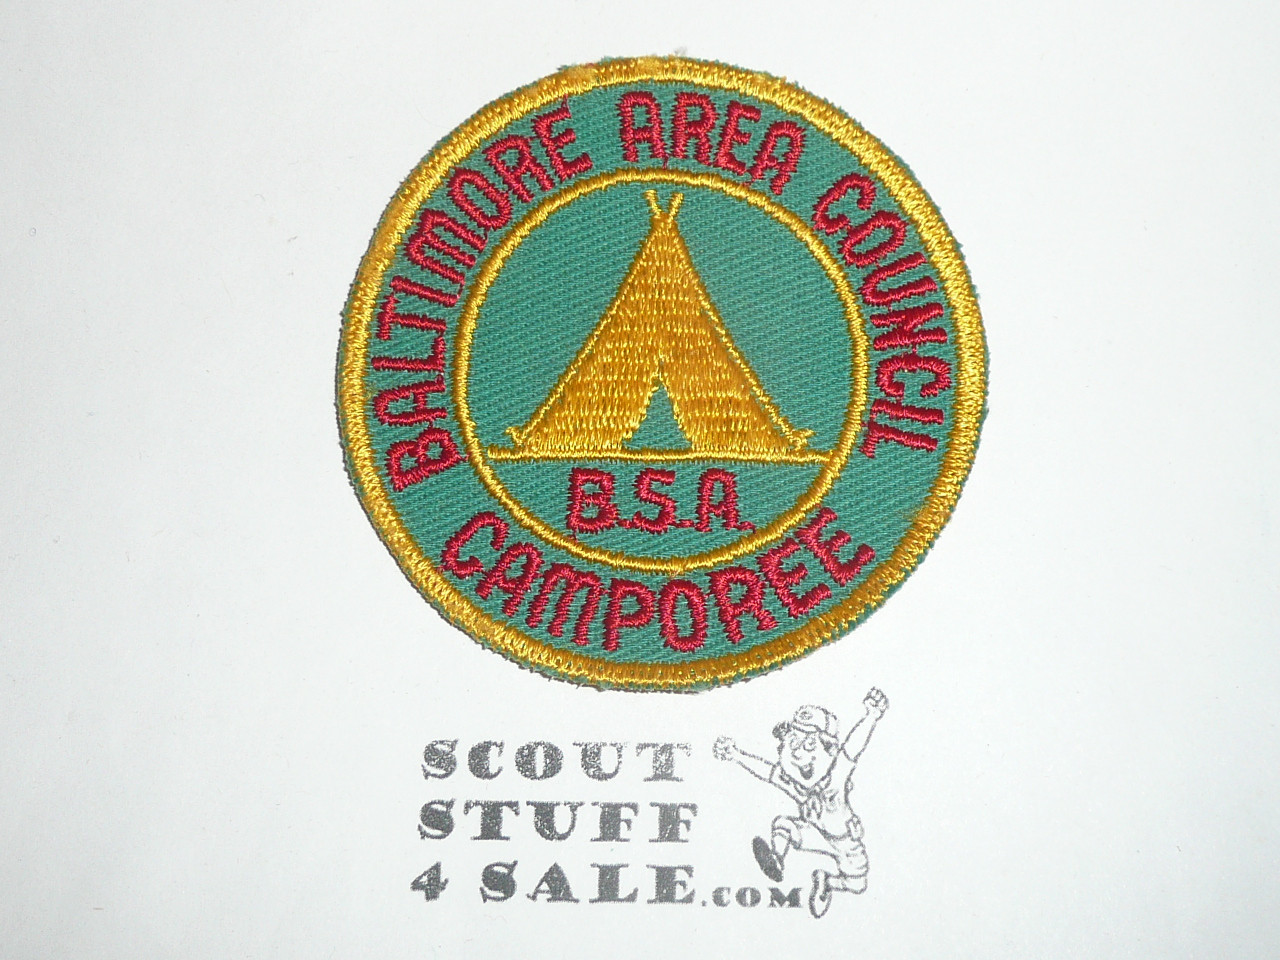 BALTIMORE AREA COUNCIL
B.S.A.
CAMPOREE
SCOUT
STUFF
4 SALE.COM